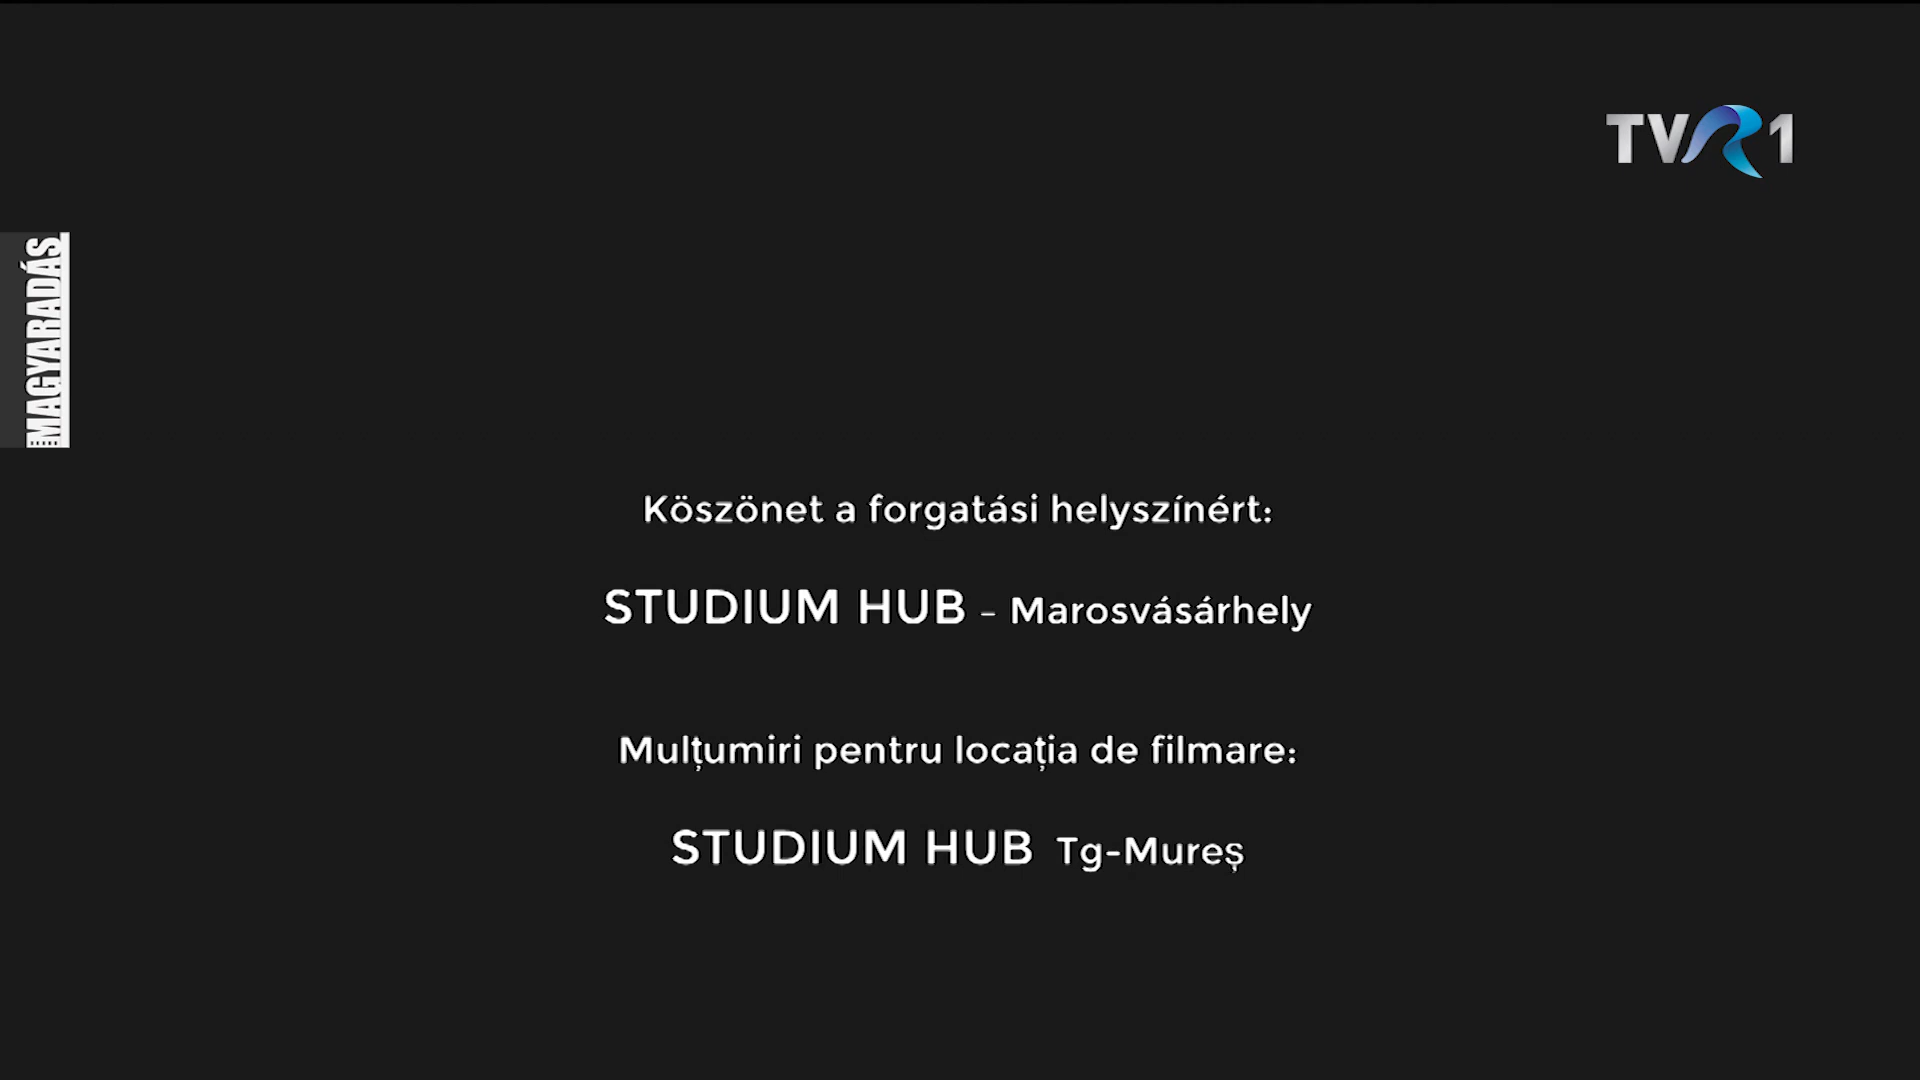 TVR1
MAGYARADÁS
Köszönet a forgatási helyszínért:
STUDIUM HUB – Marosvásárhely
Mulțumiri pentru locația de filmare:
STUDIUM HUB Tg-Mureș